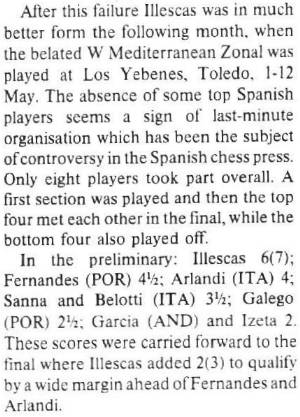 After this failure Illescas was in much
better form the following month, when
the belated W Mediterranean Zonal was
played at Los Yebenes, Toledo, 1-12
May. The absence of some top Spanish
players seems a sign of last-minute
organisation which has been the subject
of controversy in the Spanish chess press.
Only eight players took part overall. A
first section was played and then the top
four met each other in the final, while the
bottom four also played off.
In the preliminary: Illescas 6(7);
Fernandes (POR) 4½; Arlandi (ITA) 4;
Sanna and Belotti (ITA) 3½; Galego
(POR) 2½; Garcia (AND) and Izeta 2.
These scores were carried forward to the
final where Illescas added 2(3) to qualify
by a wide margin ahead of Fernandes and
Arlandi.